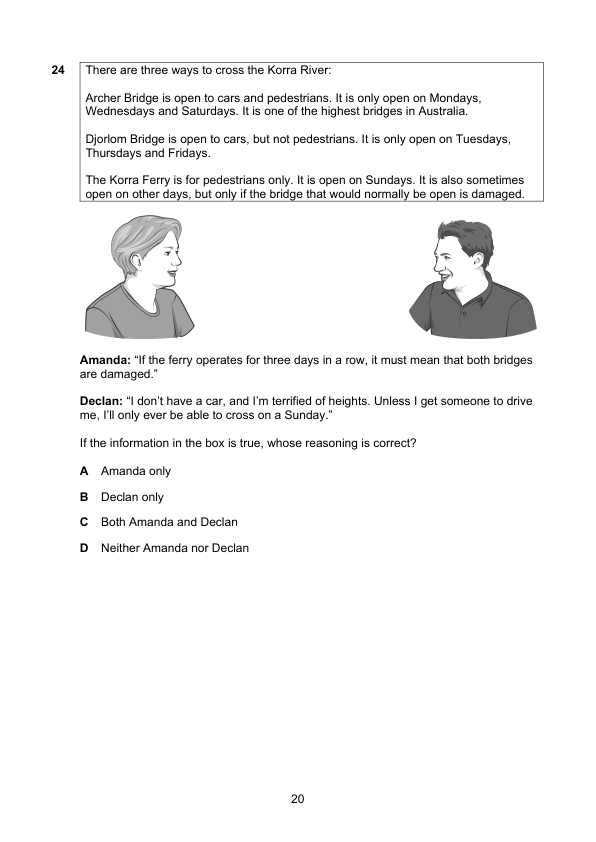 24
There are three ways to cross the Korra River:
Archer Bridge is open to cars and pedestrians. It is only open on Mondays,
Wednesdays and Saturdays. It is one of the highest bridges in Australia.
Djorlom Bridge is open to cars, but not pedestrians. It is only open on Tuesdays,
Thursdays and Fridays.
The Korra Ferry is for pedestrians only. It is open on Sundays. It is also sometimes
open on other days, but only if the bridge that would normally be open is damaged.
Amanda: “If the ferry operates for three days in a row, it must mean that both bridges
are damaged.”
Declan: “I don’t have a car, and I’m terrified of heights. Unless I get someone to drive
me, I’ll only ever be able to cross on a Sunday.”
If the information in the box is true, whose reasoning is correct?
A Amanda only
B Declan only
C Both Amanda and Declan
D Neither Amanda nor Declan
20